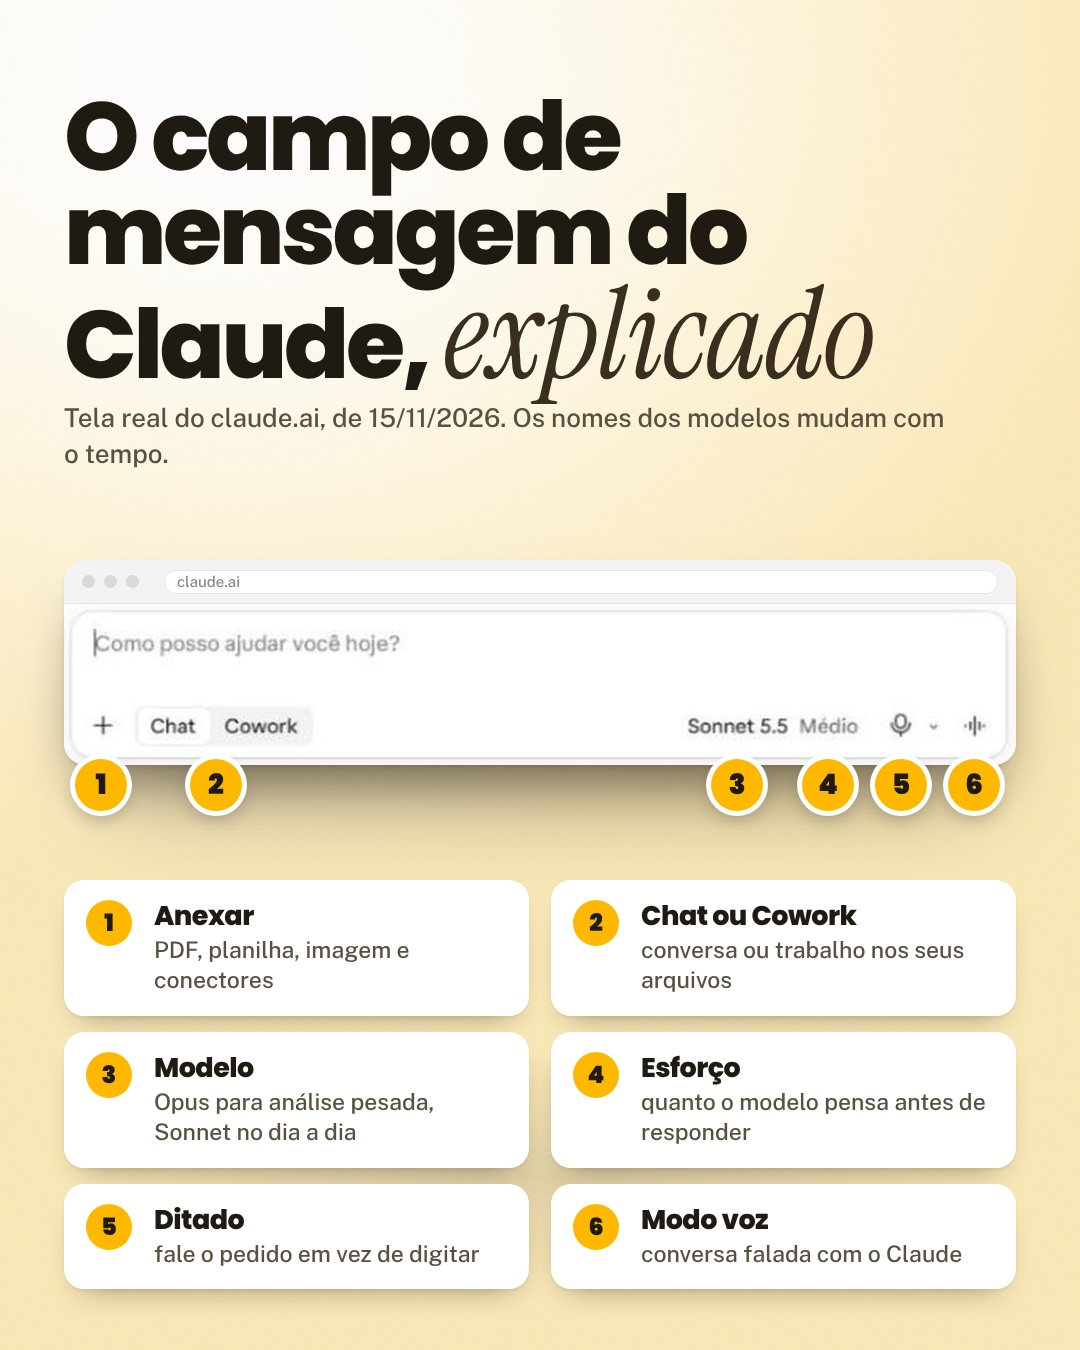 O campo de
mensagem do
Claude, explicado
Tela real do claude.ai, de 15/11/2026. Os nomes dos modelos mudam com
o tempo.
claude.ai
Como posso ajudar você hoje?
+ Chat Cowork Sonnet 5.5 Médio
1 2 3 4 5 6
1 Anexar
PDF, planilha, imagem e
conectores
2 Chat ou Cowork
conversa ou trabalho nos seus
arquivos
3 Modelo
Opus para análise pesada,
Sonnet no dia a dia
4 Esforço
quanto o modelo pensa antes de
responder
5 Ditado
fale o pedido em vez de digitar
6 Modo voz
conversa falada com o Claude